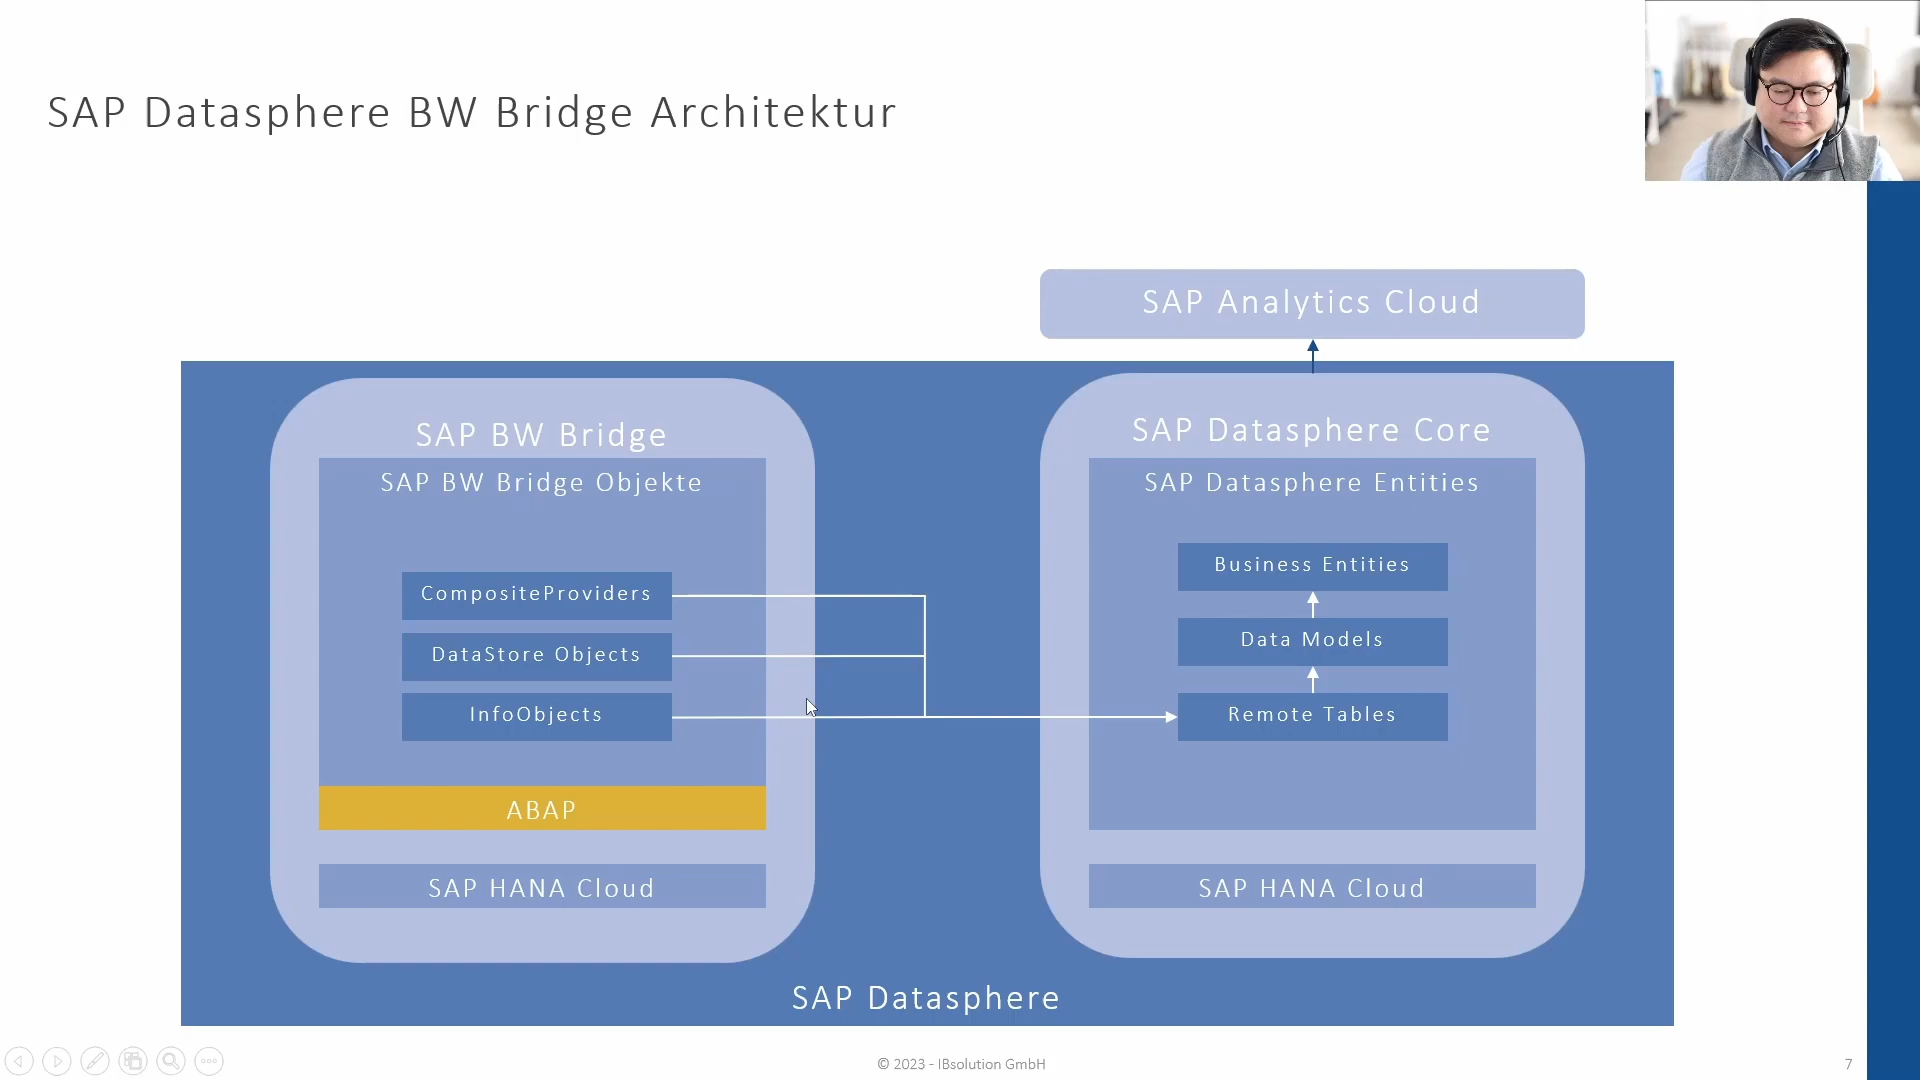 SAP Datasphere BW Bridge Architektur
SAP Analytics Cloud
SAP BW Bridge
SAP BW Bridge Objekte
CompositeProviders
DataStore Objects
InfoObjects
ABAP
SAP HANA Cloud
SAP Datasphere Core
SAP Datasphere Entities
Business Entities
Data Models
Remote Tables
SAP HANA Cloud
SAP Datasphere
© 2023 - IBsolution GmbH
7